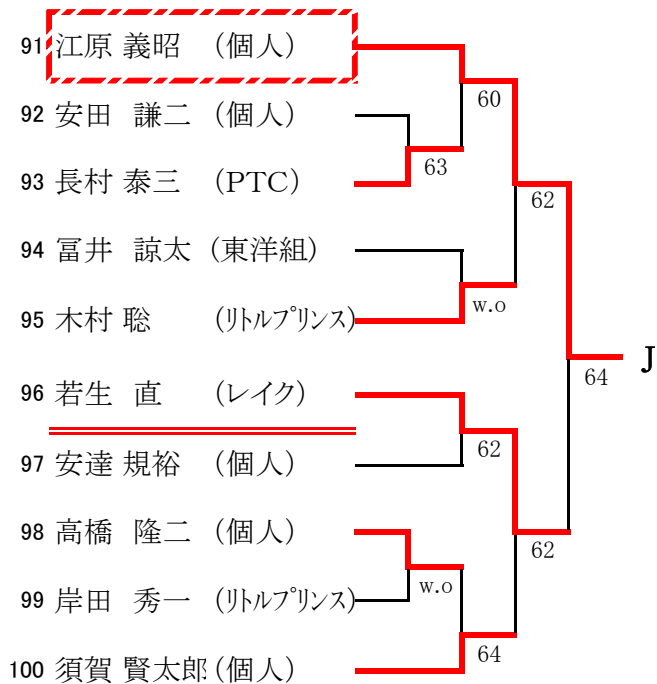 91 江原 義昭 (個人)
60
92 安田 謙二 (個人)
63
93 長村 泰三 (PTC)
62
94 冨井 諒太 (東洋組)
w.o
95 木村 聡 (リトルプリンス)
J
64
96 若生 直 (レイク)
62
97 安達 規裕 (個人)
98 高橋 隆二 (個人)
62
w.o
99 岸田 秀一 (リトルプリンス)
64
100 須賀 賢太郎 (個人)